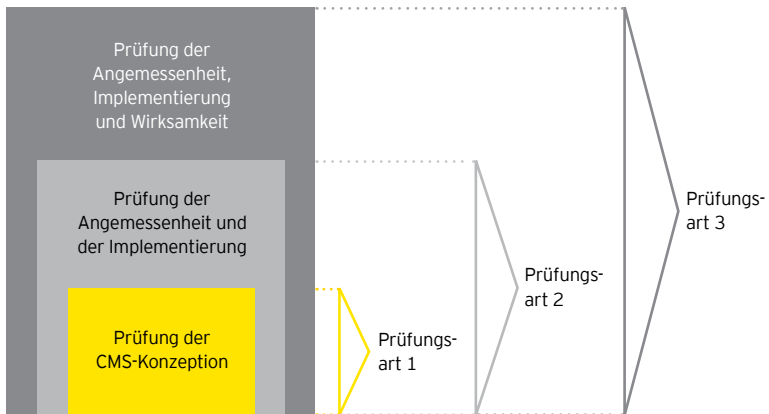 Prüfung der
Angemessenheit,
Implementierung
und Wirksamkeit
Prüfung der
Angemessenheit und
der Implementierung
Prüfung der
CMS-Konzeption
Prüfungs-
art 1
Prüfungs-
art 2
Prüfungs-
art 3